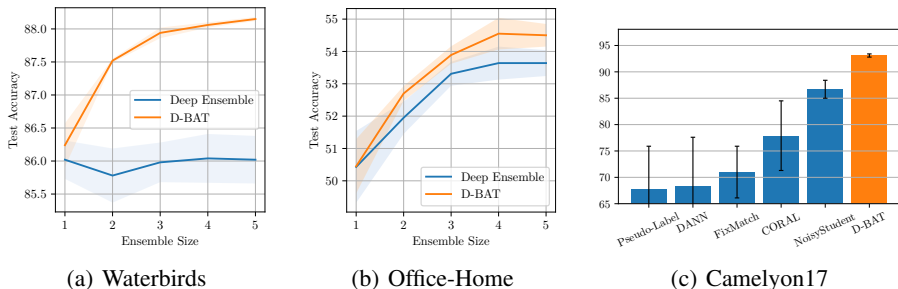 88.0
87.5
87.0
86.5
86.0
85.5
Test Accuracy
Deep Ensemble
D-BAT
1 2 3 4 5
Ensemble Size
(a) Waterbirds
55
54
53
52
51
50
Test Accuracy
Deep Ensemble
D-BAT
1 2 3 4 5
Ensemble Size
(b) Office-Home
95
90
85
80
75
70
65
Pseudo-Label
DANN
FixMatch
CORAL
NoisyStudent
D-BAT
(c) Camelyon17